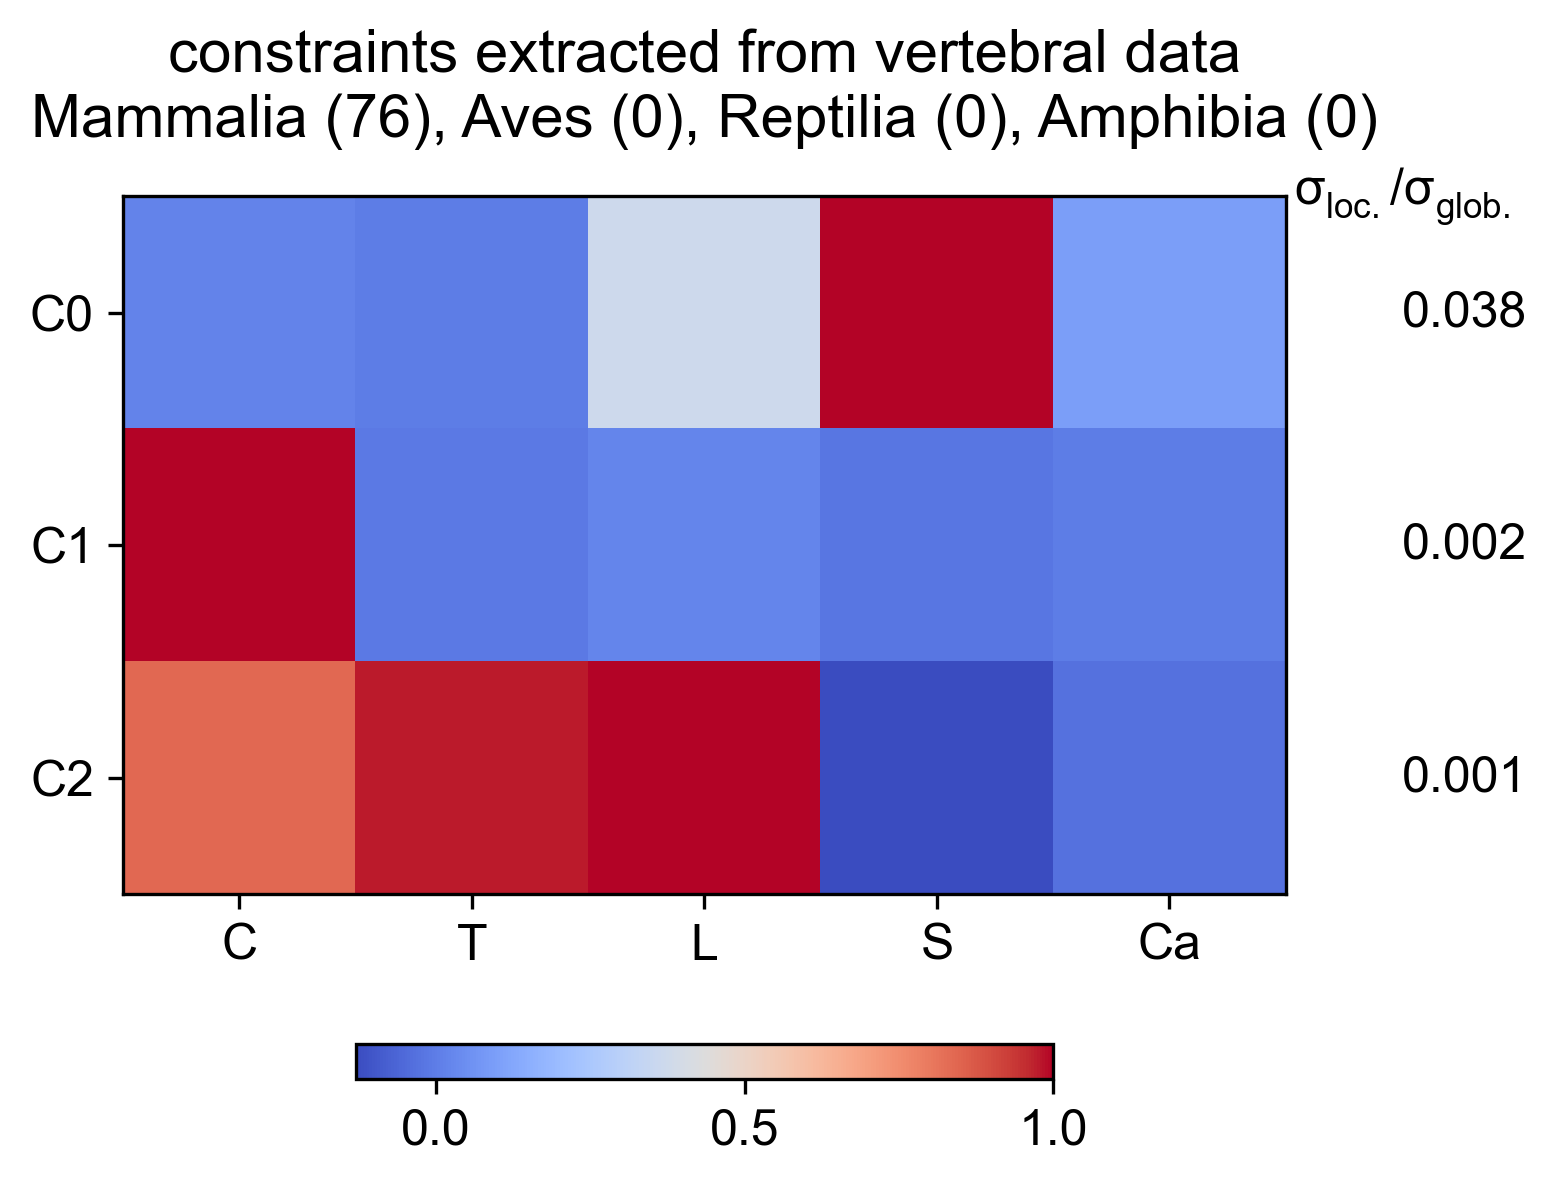 constraints extracted from vertebral data
Mammalia (76), Aves (0), Reptilia (0), Amphibia (0)
σloc. /σglob.
C0 0.038
C1 0.002
C2 0.001
C T L S Ca
0.0 0.5 1.0